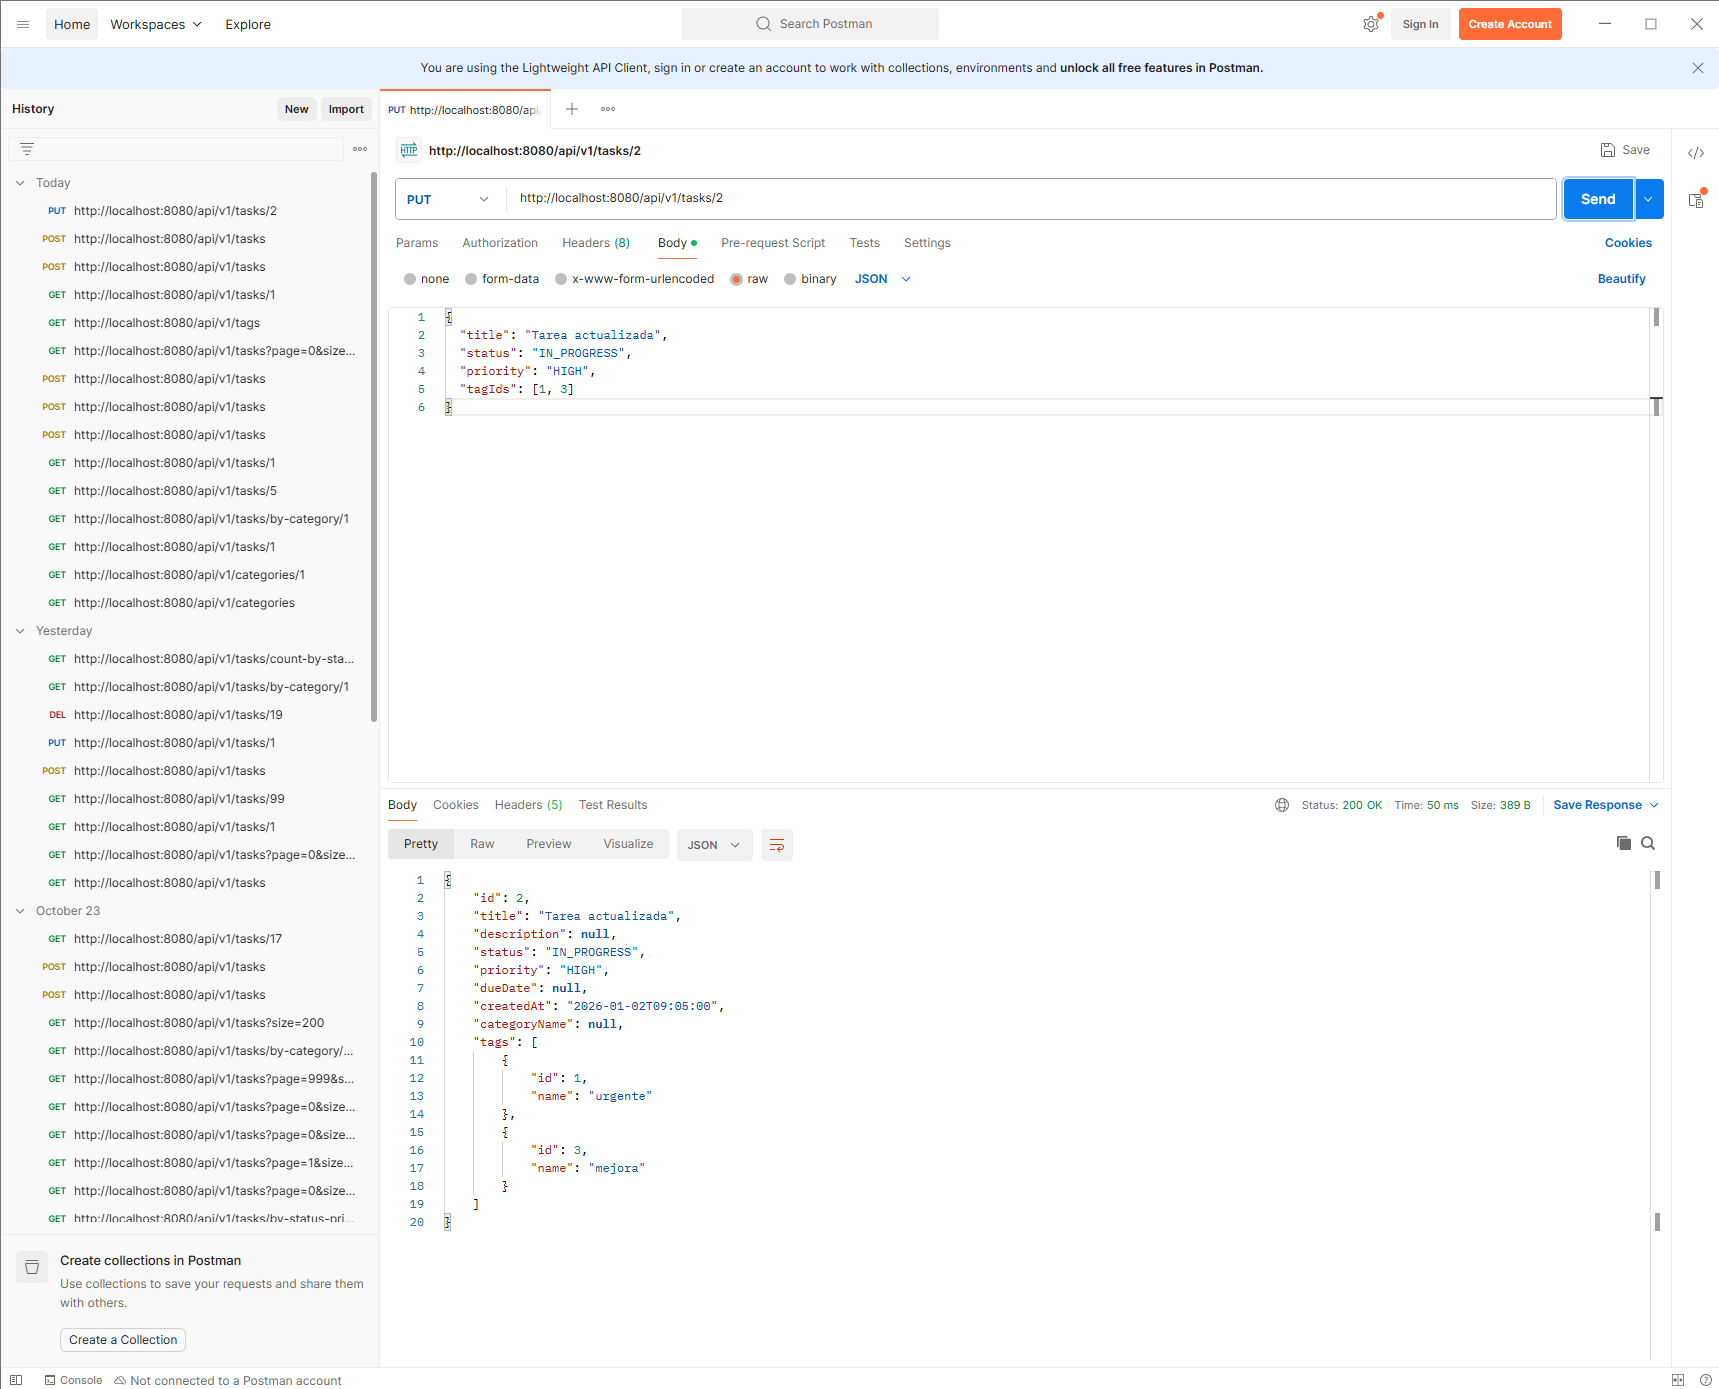 Home
Workspaces
Explore
Search Postman
Sign In
Create Account
You are using the Lightweight API Client, sign in or create an account to work with collections, environments and unlock all free features in Postman.
History
New
Import
Today
PUT http://localhost:8080/api/v1/tasks/2
POST http://localhost:8080/api/v1/tasks
POST http://localhost:8080/api/v1/tasks
GET http://localhost:8080/api/v1/tasks/1
GET http://localhost:8080/api/v1/tags
GET http://localhost:8080/api/v1/tasks?page=0&size...
POST http://localhost:8080/api/v1/tasks
POST http://localhost:8080/api/v1/tasks
POST http://localhost:8080/api/v1/tasks
GET http://localhost:8080/api/v1/tasks/1
GET http://localhost:8080/api/v1/tasks/5
GET http://localhost:8080/api/v1/tasks/by-category/1
GET http://localhost:8080/api/v1/tasks/1
GET http://localhost:8080/api/v1/categories/1
GET http://localhost:8080/api/v1/categories
Yesterday
GET http://localhost:8080/api/v1/tasks/count-by-sta...
GET http://localhost:8080/api/v1/tasks/by-category/1
DEL http://localhost:8080/api/v1/tasks/19
PUT http://localhost:8080/api/v1/tasks/1
POST http://localhost:8080/api/v1/tasks
GET http://localhost:8080/api/v1/tasks/99
GET http://localhost:8080/api/v1/tasks/1
GET http://localhost:8080/api/v1/tasks?page=0&size...
GET http://localhost:8080/api/v1/tasks
October 23
GET http://localhost:8080/api/v1/tasks/17
POST http://localhost:8080/api/v1/tasks
POST http://localhost:8080/api/v1/tasks
GET http://localhost:8080/api/v1/tasks?size=200
GET http://localhost:8080/api/v1/tasks/by-category/...
GET http://localhost:8080/api/v1/tasks?page=999&s...
GET http://localhost:8080/api/v1/tasks?page=0&size...
GET http://localhost:8080/api/v1/tasks?page=0&size...
GET http://localhost:8080/api/v1/tasks?page=1&size...
GET http://localhost:8080/api/v1/tasks?page=0&size...
GET http://localhost:8080/api/v1/tasks/by-status-pri...
Create collections in Postman
Use collections to save your requests and share them
with others.
Create a Collection
PUT http://localhost:8080/api/
HTTP http://localhost:8080/api/v1/tasks/2
Save
PUT
http://localhost:8080/api/v1/tasks/2
Send
Params
Authorization
Headers (8)
Body
Pre-request Script
Tests
Settings
Cookies
none
form-data
x-www-form-urlencoded
raw
binary
JSON
Beautify
1 {
2 "title": "Tarea actualizada",
3 "status": "IN_PROGRESS",
4 "priority": "HIGH",
5 "tagIds": [1, 3]
6 }
Body
Cookies
Headers (5)
Test Results
Status: 200 OK
Time: 50 ms
Size: 389 B
Save Response
Pretty
Raw
Preview
Visualize
JSON
1 {
2 "id": 2,
3 "title": "Tarea actualizada",
4 "description": null,
5 "status": "IN_PROGRESS",
6 "priority": "HIGH",
7 "dueDate": null,
8 "createdAt": "2026-01-02T09:05:00",
9 "categoryName": null,
10 "tags": [
11 {
12 "id": 1,
13 "name": "urgente"
14 },
15 {
16 "id": 3,
17 "name": "mejora"
18 }
19 ]
20 }
Console
Not connected to a Postman account